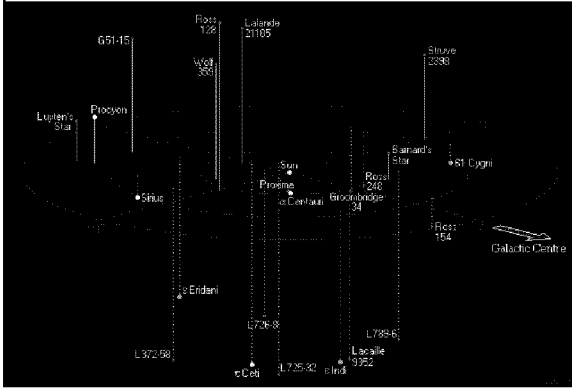 Ross
128
Lalande
21185
G51-15
Struve
2398
Wolf
359
Procyon
Luyten's
Star
Barnard's
Star
Sun
61 Cygni
Ross
248
Proxima
Sirius
α Centauri
Groombridge
34
Ross
154
Galactic Centre
ε Eridani
L726-8
L789-6
L372-58
Lacaille
9352
τ Ceti
L725-32
ε Indi